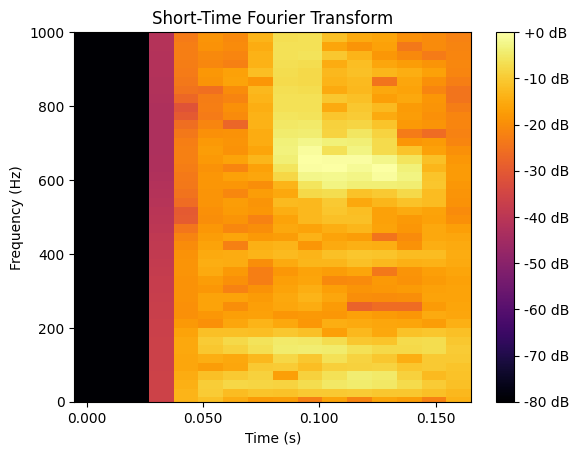 Short-Time Fourier Transform
1000
800
600
400
200
0
Frequency (Hz)
0.000
0.050
0.100
0.150
Time (s)
+0 dB
-10 dB
-20 dB
-30 dB
-40 dB
-50 dB
-60 dB
-70 dB
-80 dB